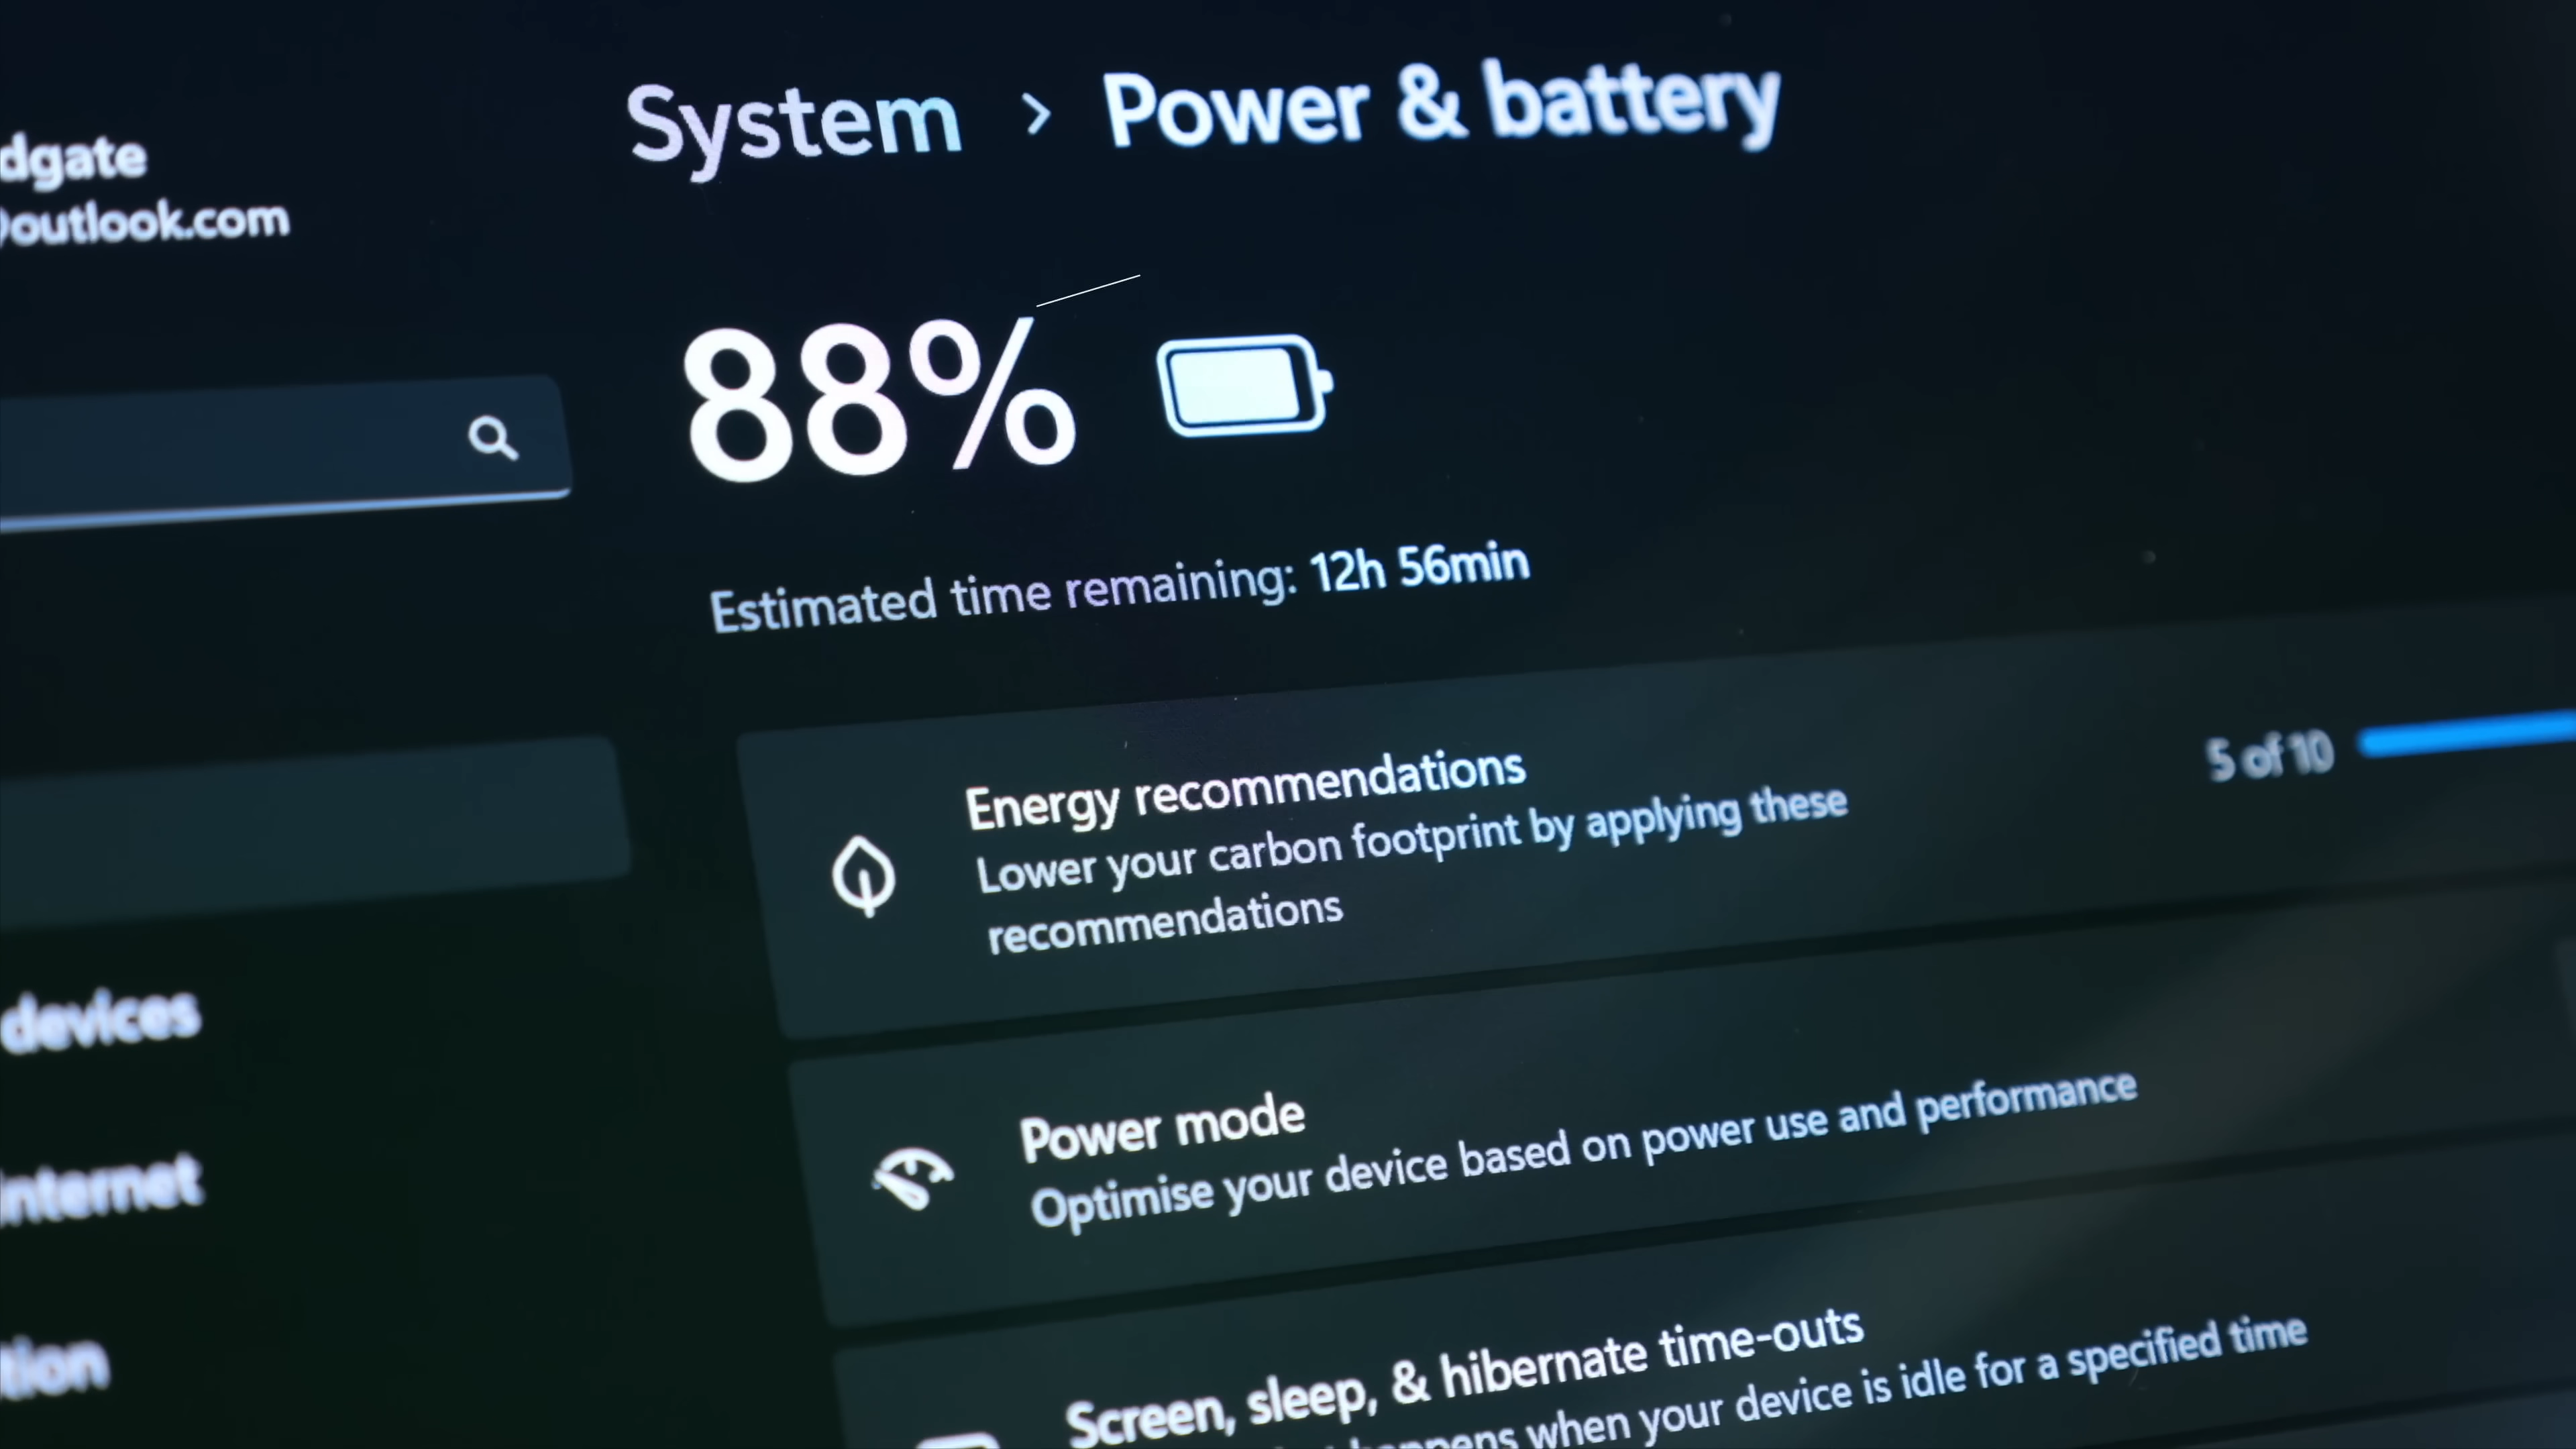 dgate
@outlook.com
System > Power & battery
88%
Estimated time remaining: 12h 56min
Energy recommendations
Lower your carbon footprint by applying these
recommendations
5 of 10
Power mode
Optimise your device based on power use and performance
Screen, sleep, & hibernate time-outs
happens when your device is idle for a specified time
devices
internet
tion